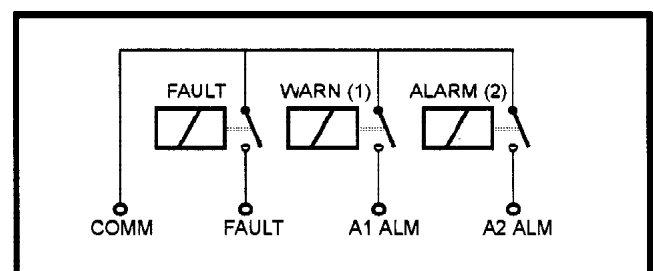 FAULT WARN (1) ALARM (2)
COMM FAULT A1 ALM A2 ALM